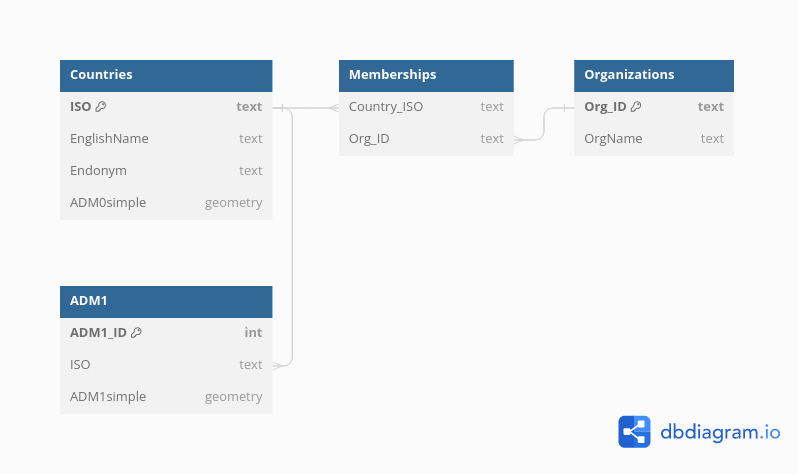 Countries
ISO text
EnglishName text
Endonym text
ADM0simple geometry
Memberships
Country_ISO text
Org_ID text
Organizations
Org_ID text
OrgName text
ADM1
ADM1_ID int
ISO text
ADM1simple geometry
dbdiagram.io